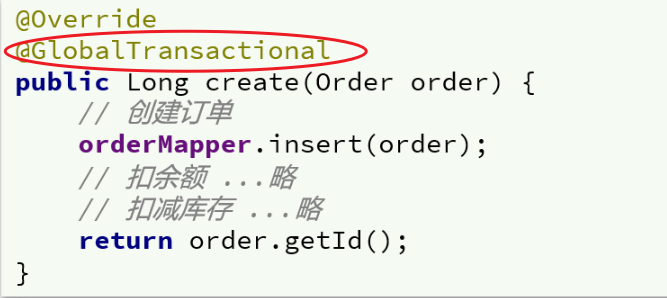 @Override
@GlobalTransactional
public Long create(Order order) {
// 创建订单
orderMapper.insert(order);
// 扣余额 ...略
// 扣减库存 ...略
return order.getId();
}